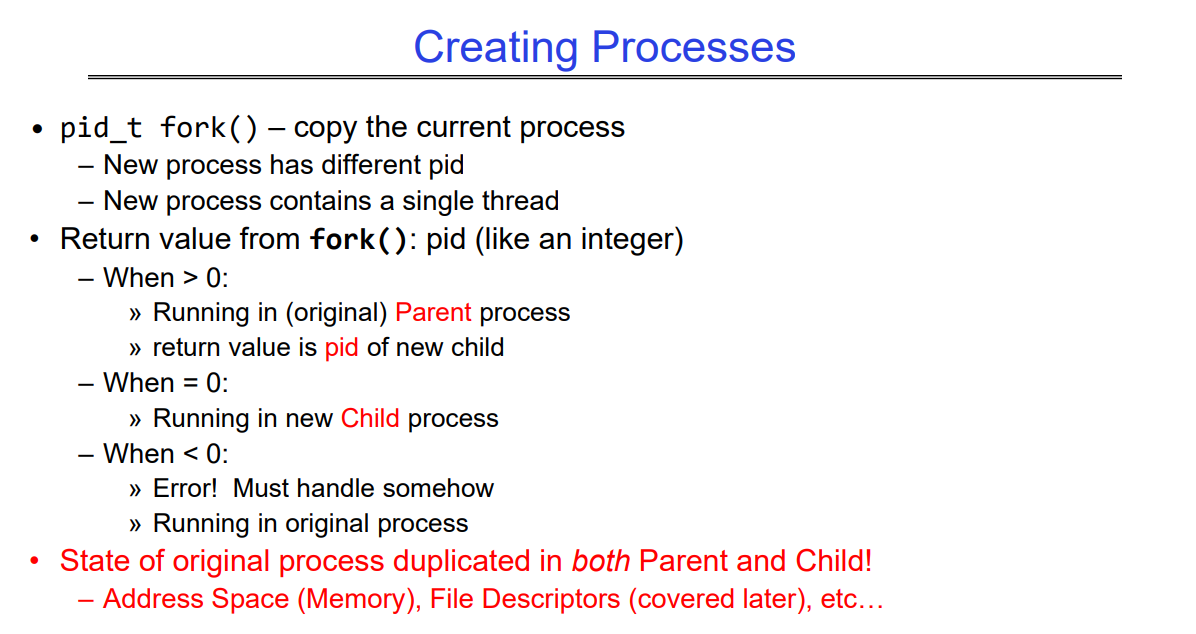 Creating Processes
• pid_t fork() – copy the current process
– New process has different pid
– New process contains a single thread
• Return value from fork(): pid (like an integer)
– When > 0:
» Running in (original) Parent process
» return value is pid of new child
– When = 0:
» Running in new Child process
– When < 0:
» Error!  Must handle somehow
» Running in original process
• State of original process duplicated in both Parent and Child!
– Address Space (Memory), File Descriptors (covered later), etc…